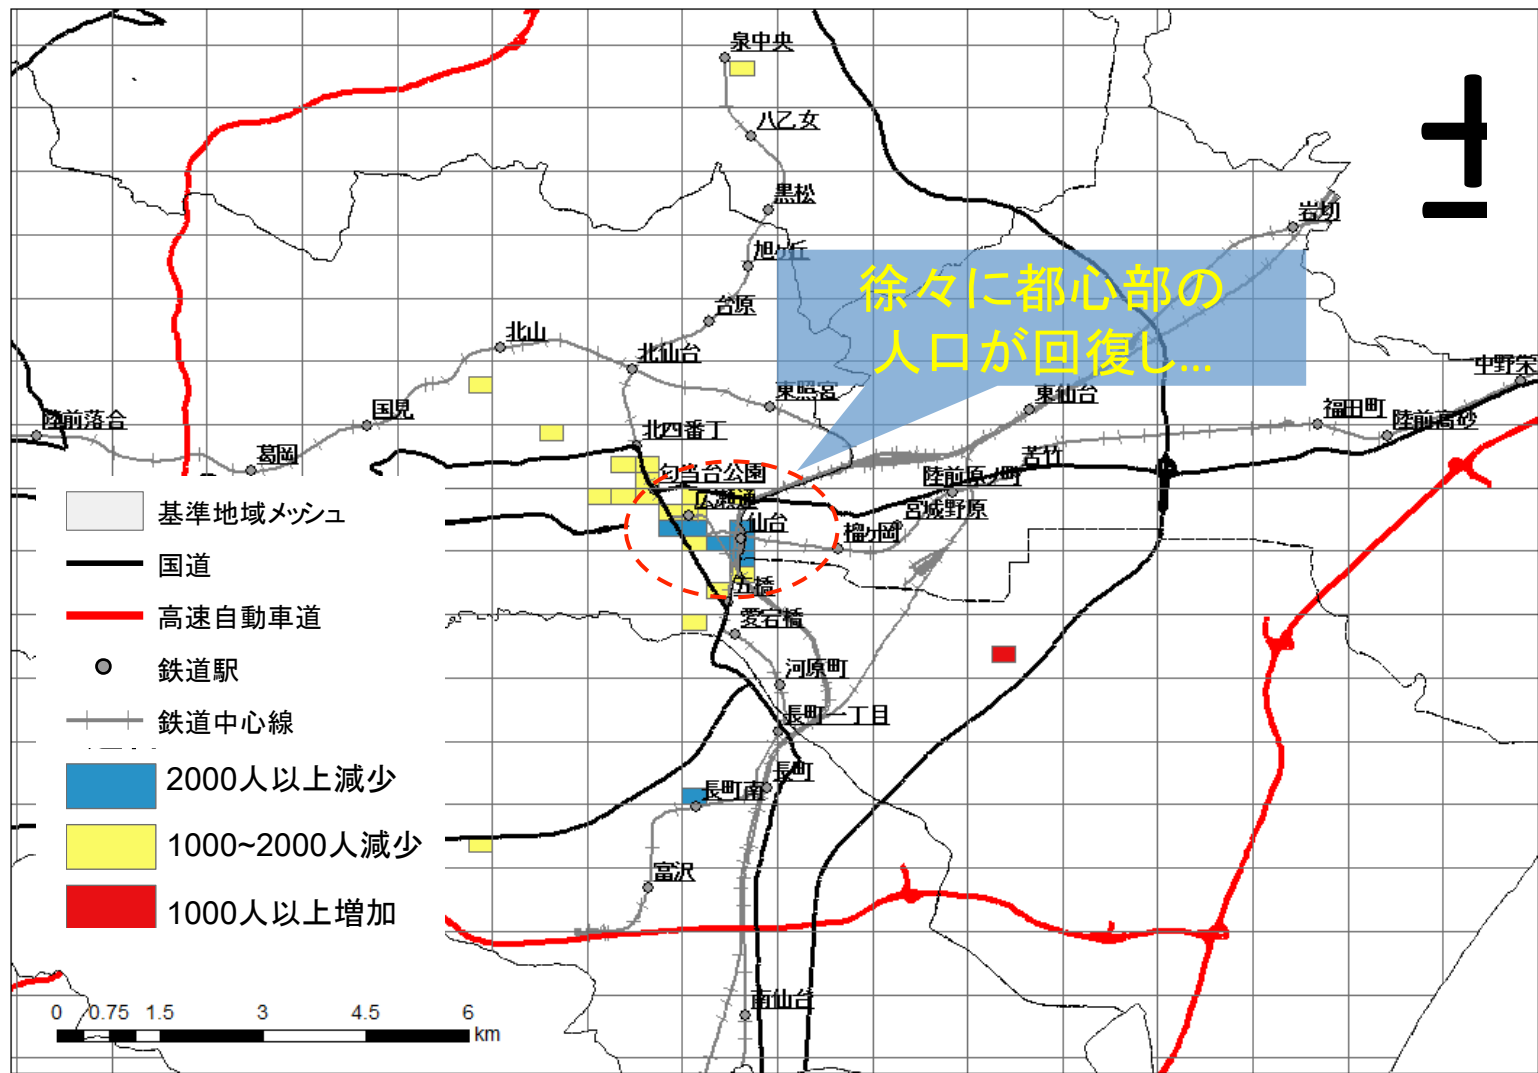 泉中央
八乙女
黒松
岩切
旭ヶ丘
徐々に都心部の
人口が回復し...
台原
北山
北仙台
中野栄
東照宮
東仙台
国見
陸前落合
福田町
陸前高砂
北四番丁
葛岡
苦竹
勾当台公園
陸前原ノ町
広瀬通
宮城野原
仙台
榴ヶ岡
五橋
愛宕橋
河原町
長町一丁目
長町
長町南
富沢
南仙台
基準地域メッシュ
国道
高速自動車道
鉄道駅
鉄道中心線
2000人以上減少
1000~2000人減少
1000人以上増加
0 0.75 1.5 3 4.5 6
km